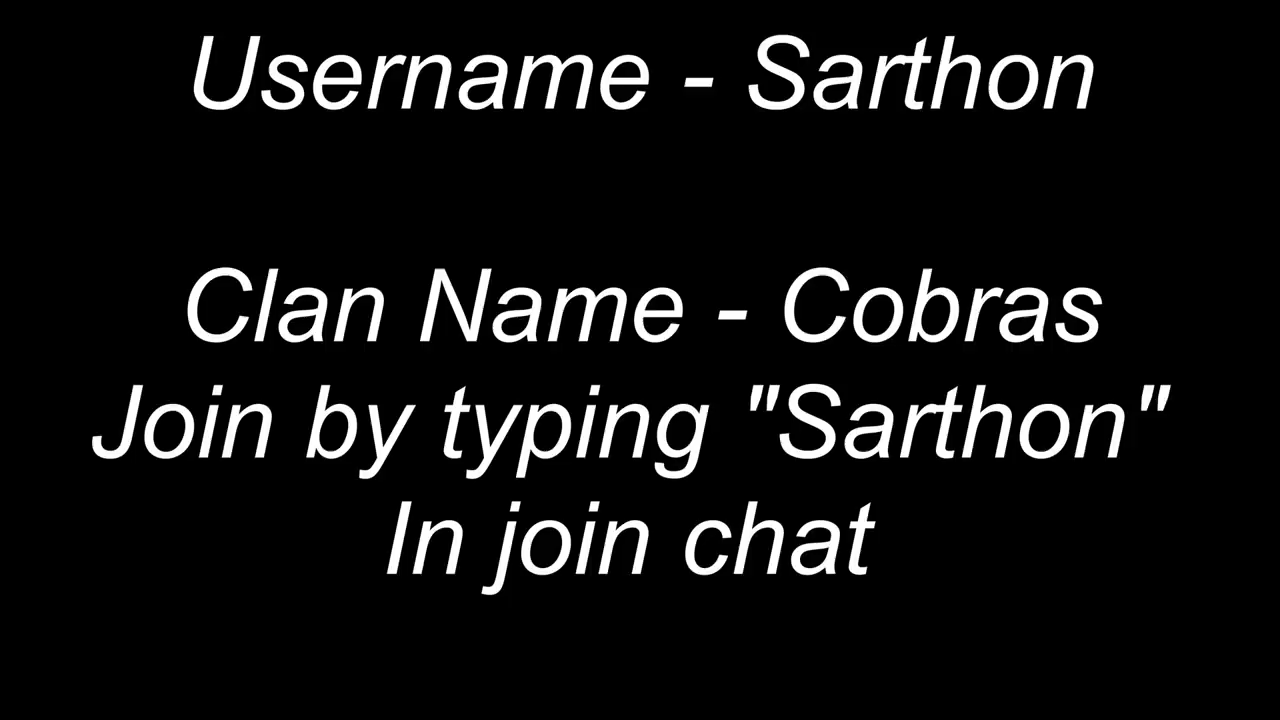 Username - Sarthon
Clan Name - Cobras
Join by typing "Sarthon"
In join chat